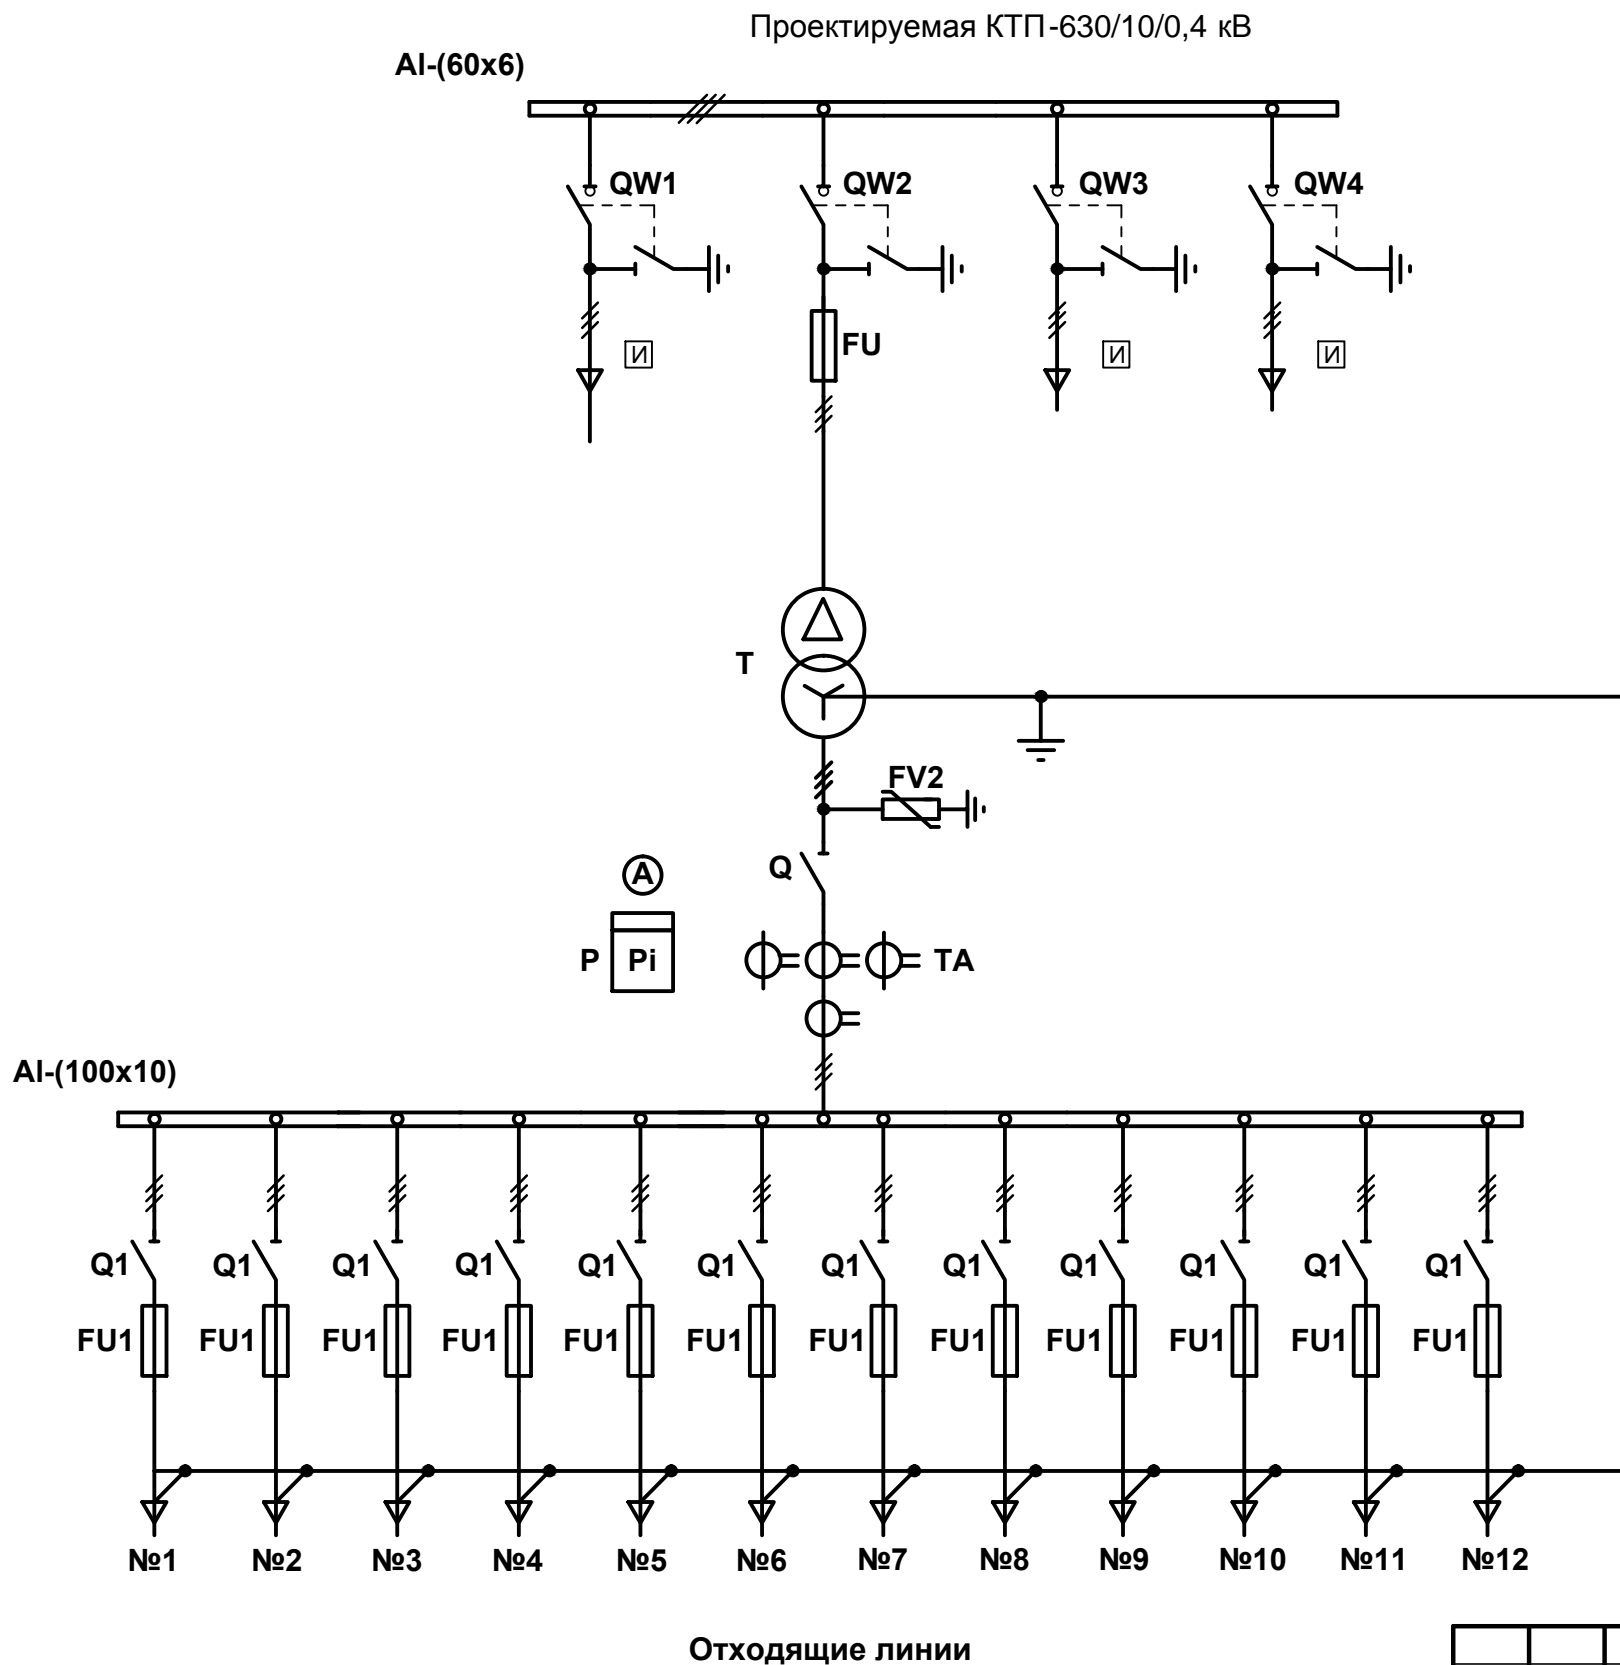 Проектируемая КТП-630/10/0,4 кВ
Al-(60x6)
QW1 QW2 QW3 QW4
FU
И И И
T
FV2
Q
A
P Pi TA
Al-(100x10)
Q1 Q1 Q1 Q1 Q1 Q1 Q1 Q1 Q1 Q1 Q1 Q1
FU1 FU1 FU1 FU1 FU1 FU1 FU1 FU1 FU1 FU1 FU1 FU1
№1 №2 №3 №4 №5 №6 №7 №8 №9 №10 №11 №12
Отходящие линии